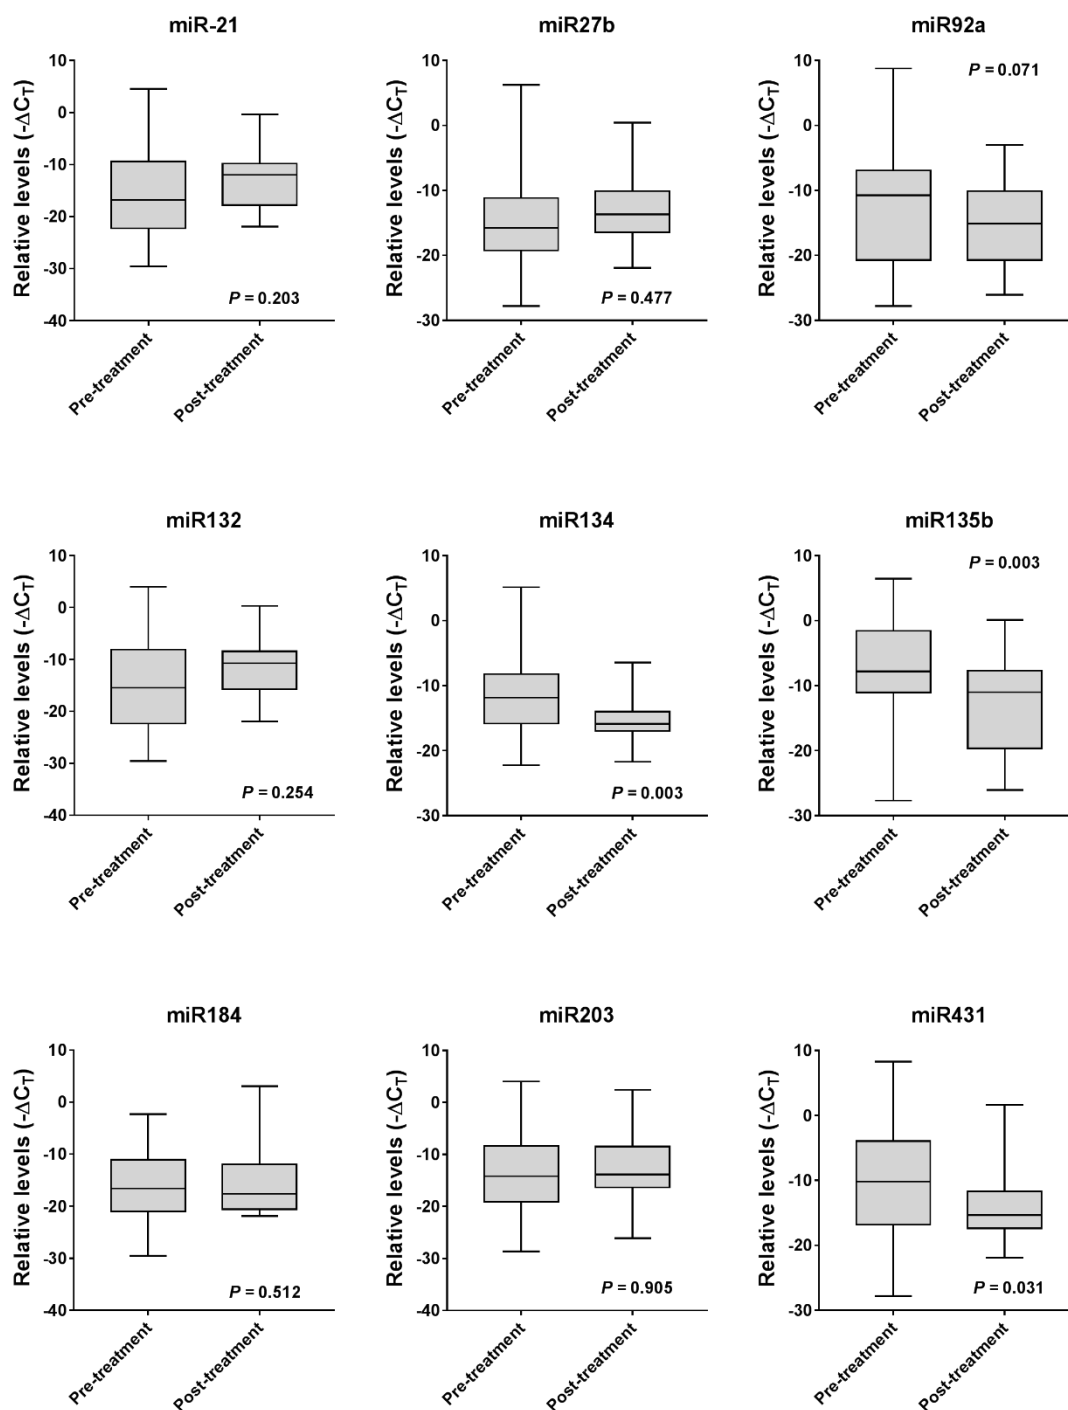 miR-21
Relative levels (-ΔCT)
10
0
-10
-20
-30
-40
P = 0.203
Pre-treatment
Post-treatment
miR27b
Relative levels (-ΔCT)
10
0
-10
-20
-30
P = 0.477
Pre-treatment
Post-treatment
miR92a
Relative levels (-ΔCT)
10
0
-10
-20
-30
P = 0.071
Pre-treatment
Post-treatment
miR132
Relative levels (-ΔCT)
10
0
-10
-20
-30
-40
P = 0.254
Pre-treatment
Post-treatment
miR134
Relative levels (-ΔCT)
10
0
-10
-20
-30
P = 0.003
Pre-treatment
Post-treatment
miR135b
Relative levels (-ΔCT)
10
0
-10
-20
-30
P = 0.003
Pre-treatment
Post-treatment
miR184
Relative levels (-ΔCT)
10
0
-10
-20
-30
-40
P = 0.512
Pre-treatment
Post-treatment
miR203
Relative levels (-ΔCT)
10
0
-10
-20
-30
-40
P = 0.905
Pre-treatment
Post-treatment
miR431
Relative levels (-ΔCT)
10
0
-10
-20
-30
P = 0.031
Pre-treatment
Post-treatment